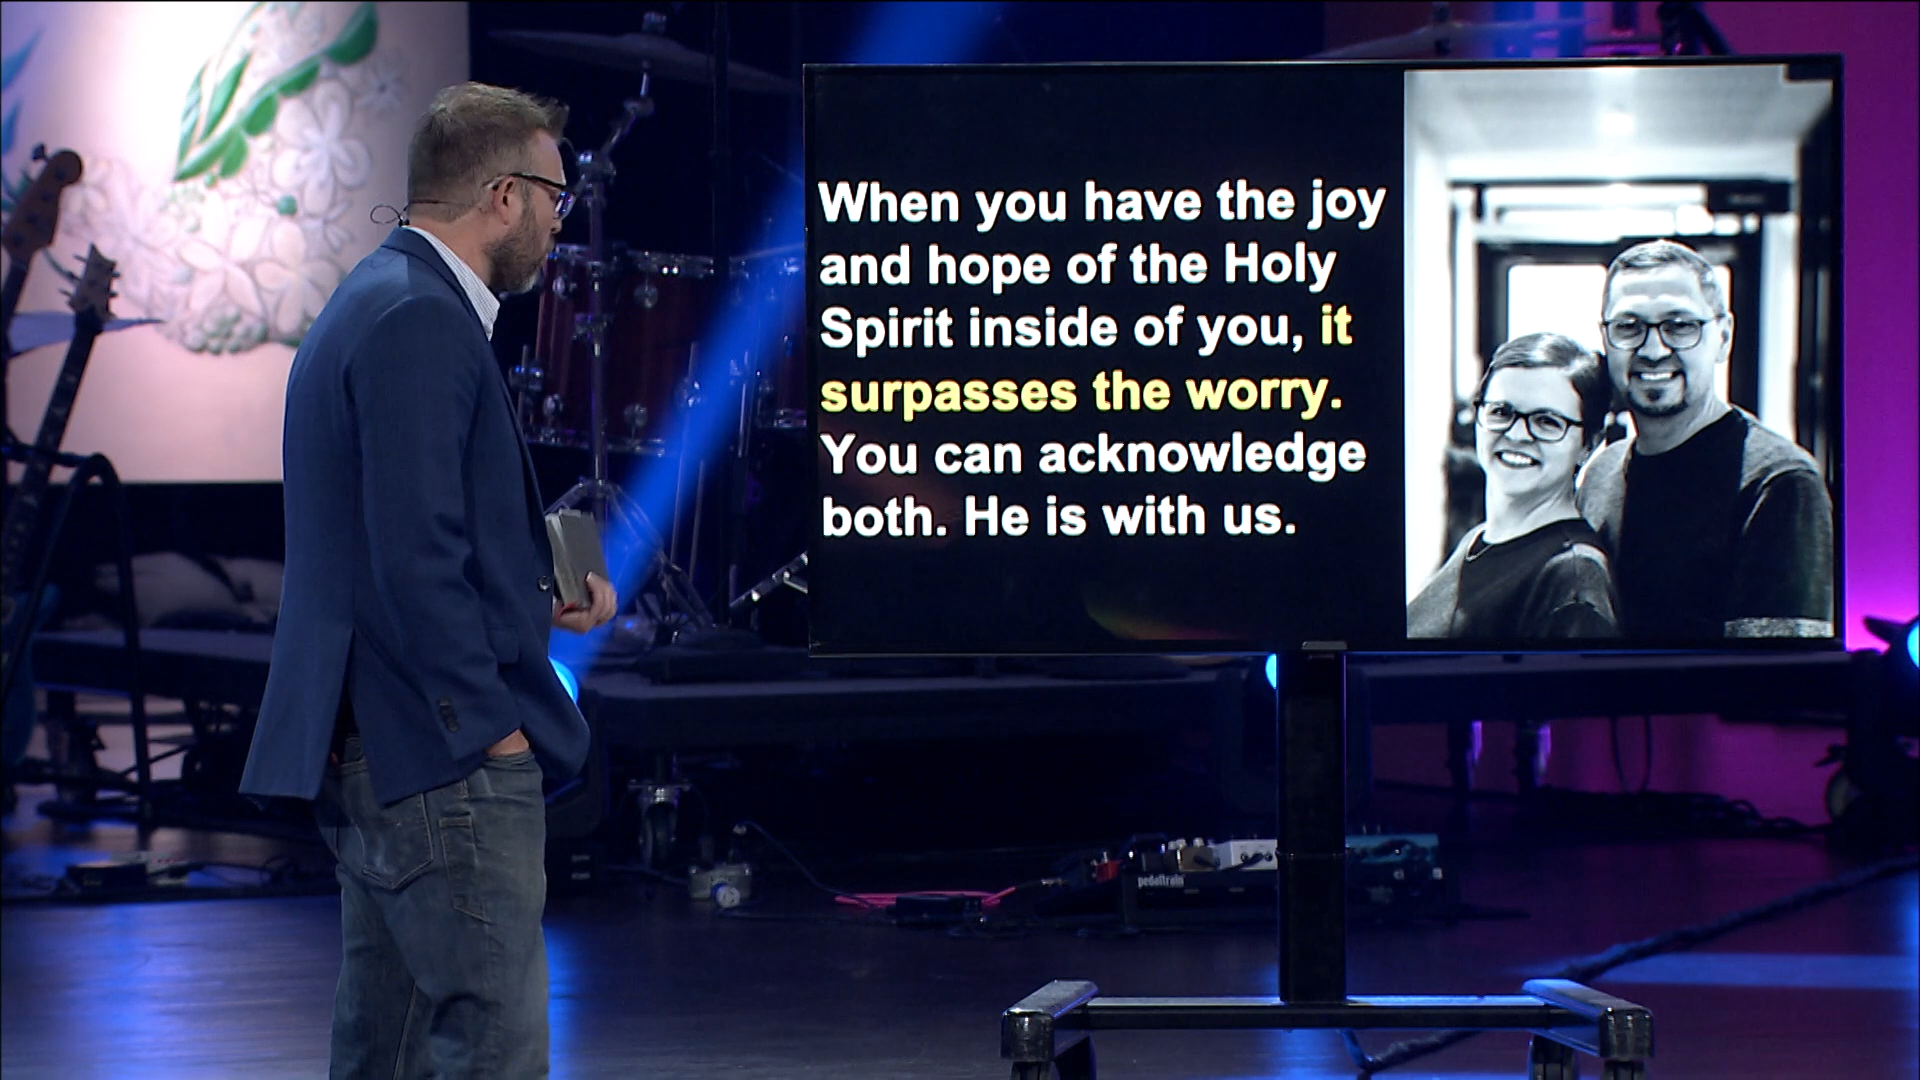 When you have the joy
and hope of the Holy
Spirit inside of you, it
surpasses the worry.
You can acknowledge
both. He is with us.
pedaltrain